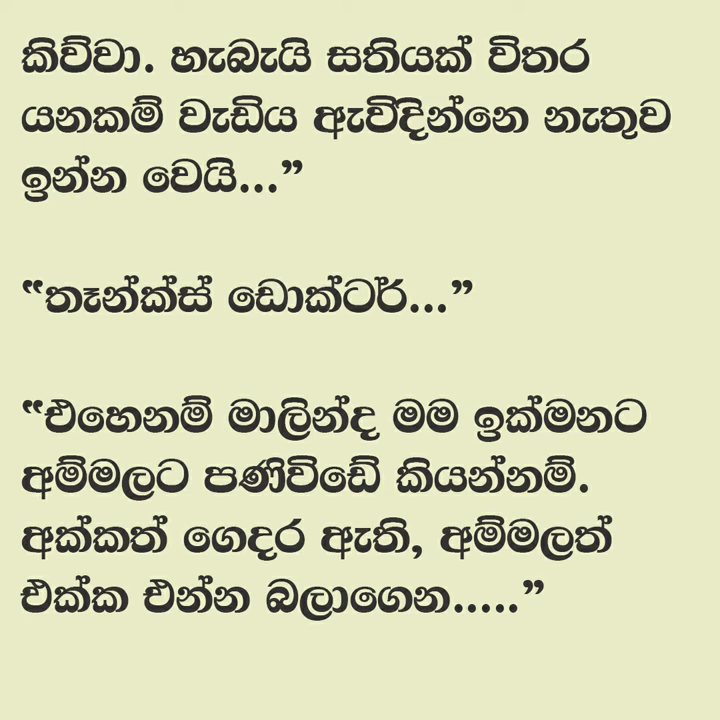 කිව්වා. හැබැයි සතියක් විතර
යනකම් වැඩිය ඇවිදින්නෙ නැතුව
ඉන්න වෙයි...”
“තෑන්ක්ස් ඩොක්ටර්...”
“එහෙනම් මාලින්ද මම ඉක්මනට
අම්මලට පණිවිඩේ කියන්නම්.
අක්කත් ගෙදර ඇති, අම්මලත්
එක්ක එන්න බලාගෙන.....”